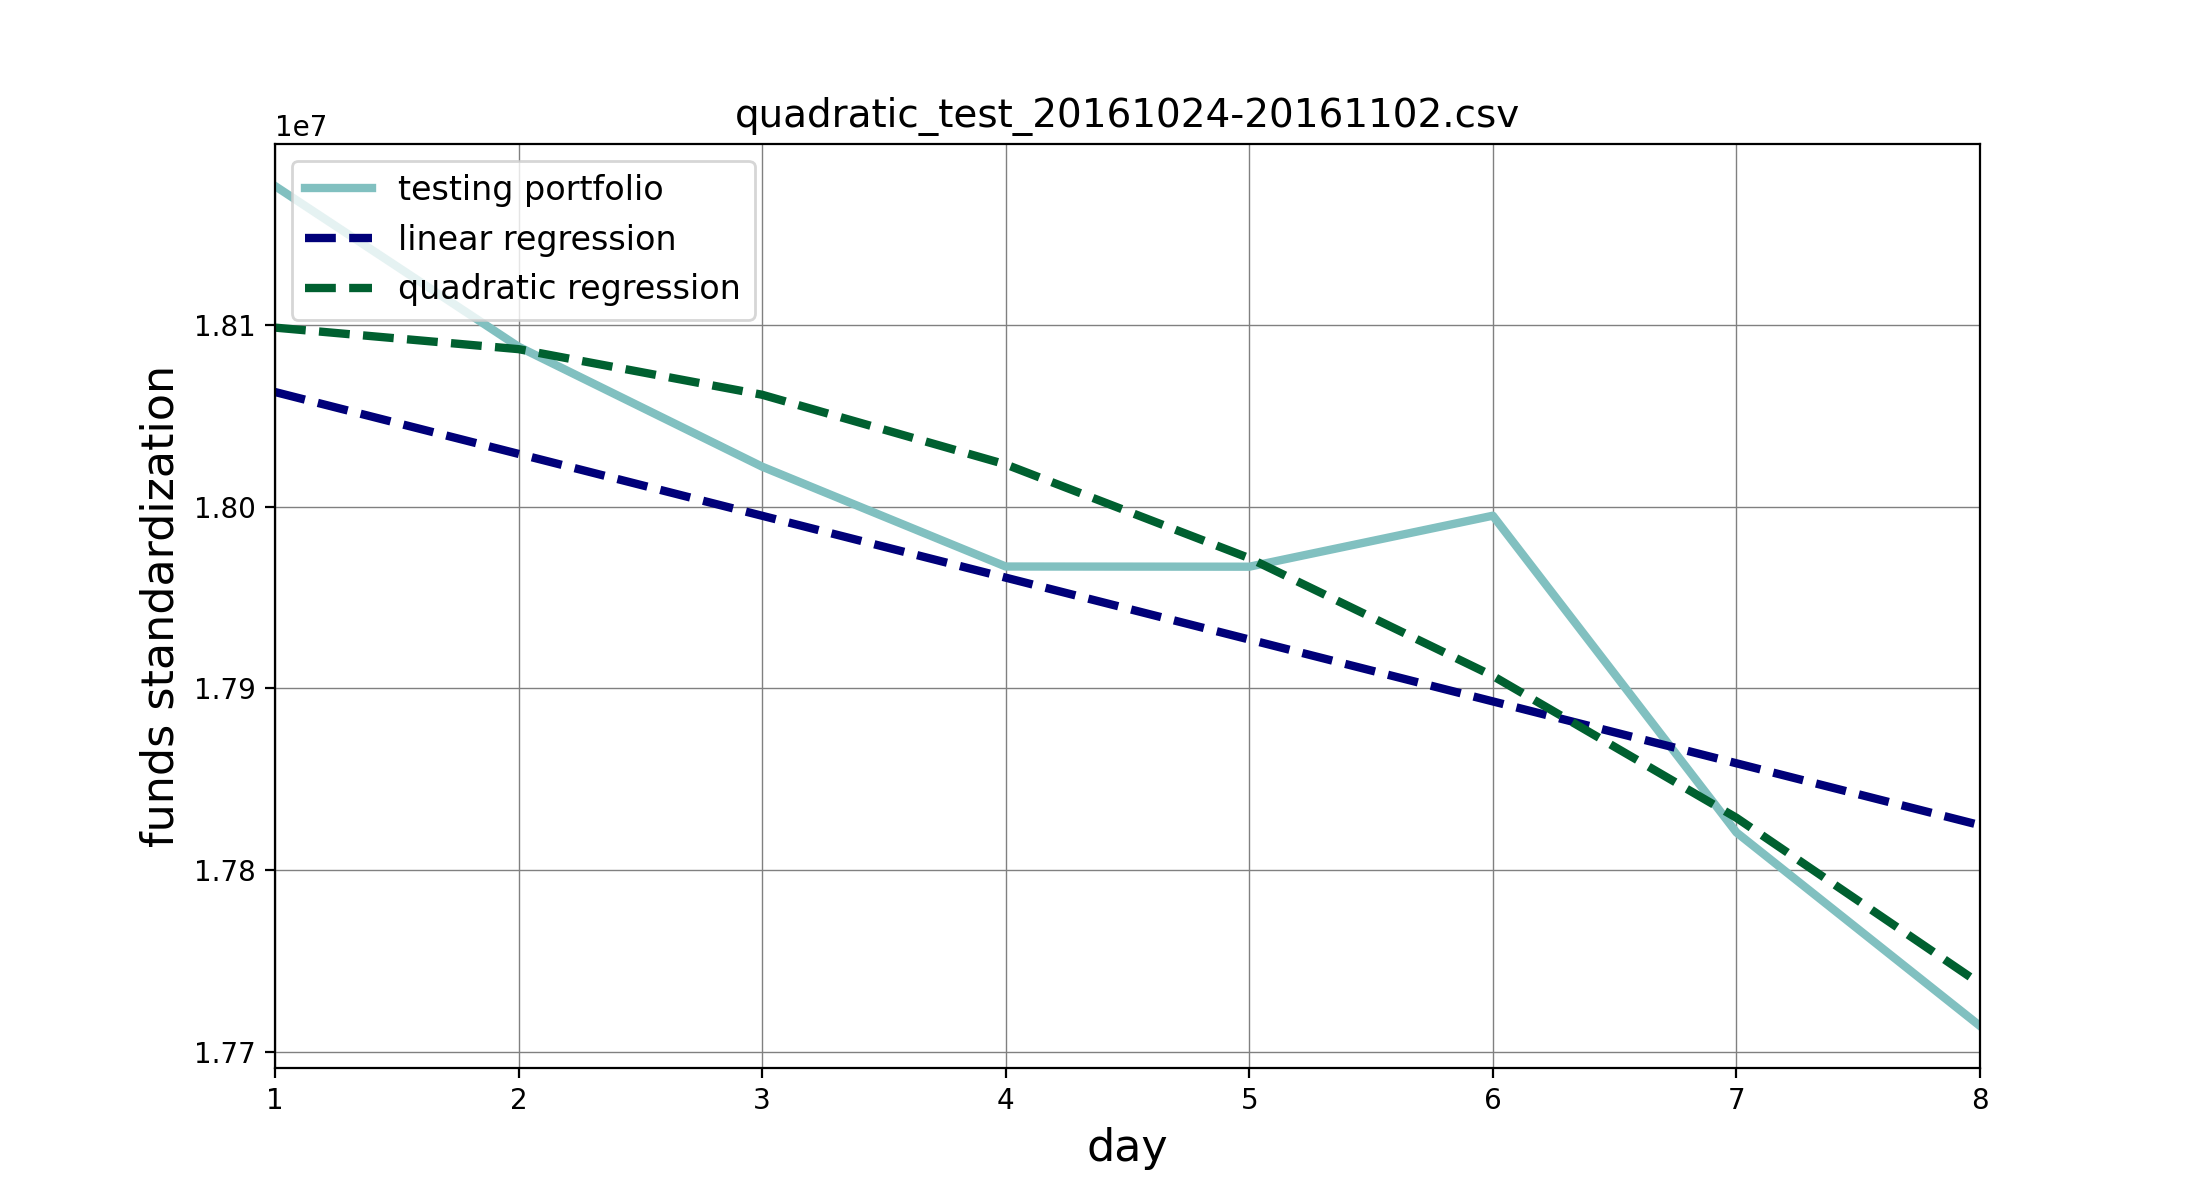 quadratic_test_20161024-20161102.csv
1e7
testing portfolio
linear regression
quadratic regression
funds standardization
1.81
1.80
1.79
1.78
1.77
1 2 3 4 5 6 7 8
day